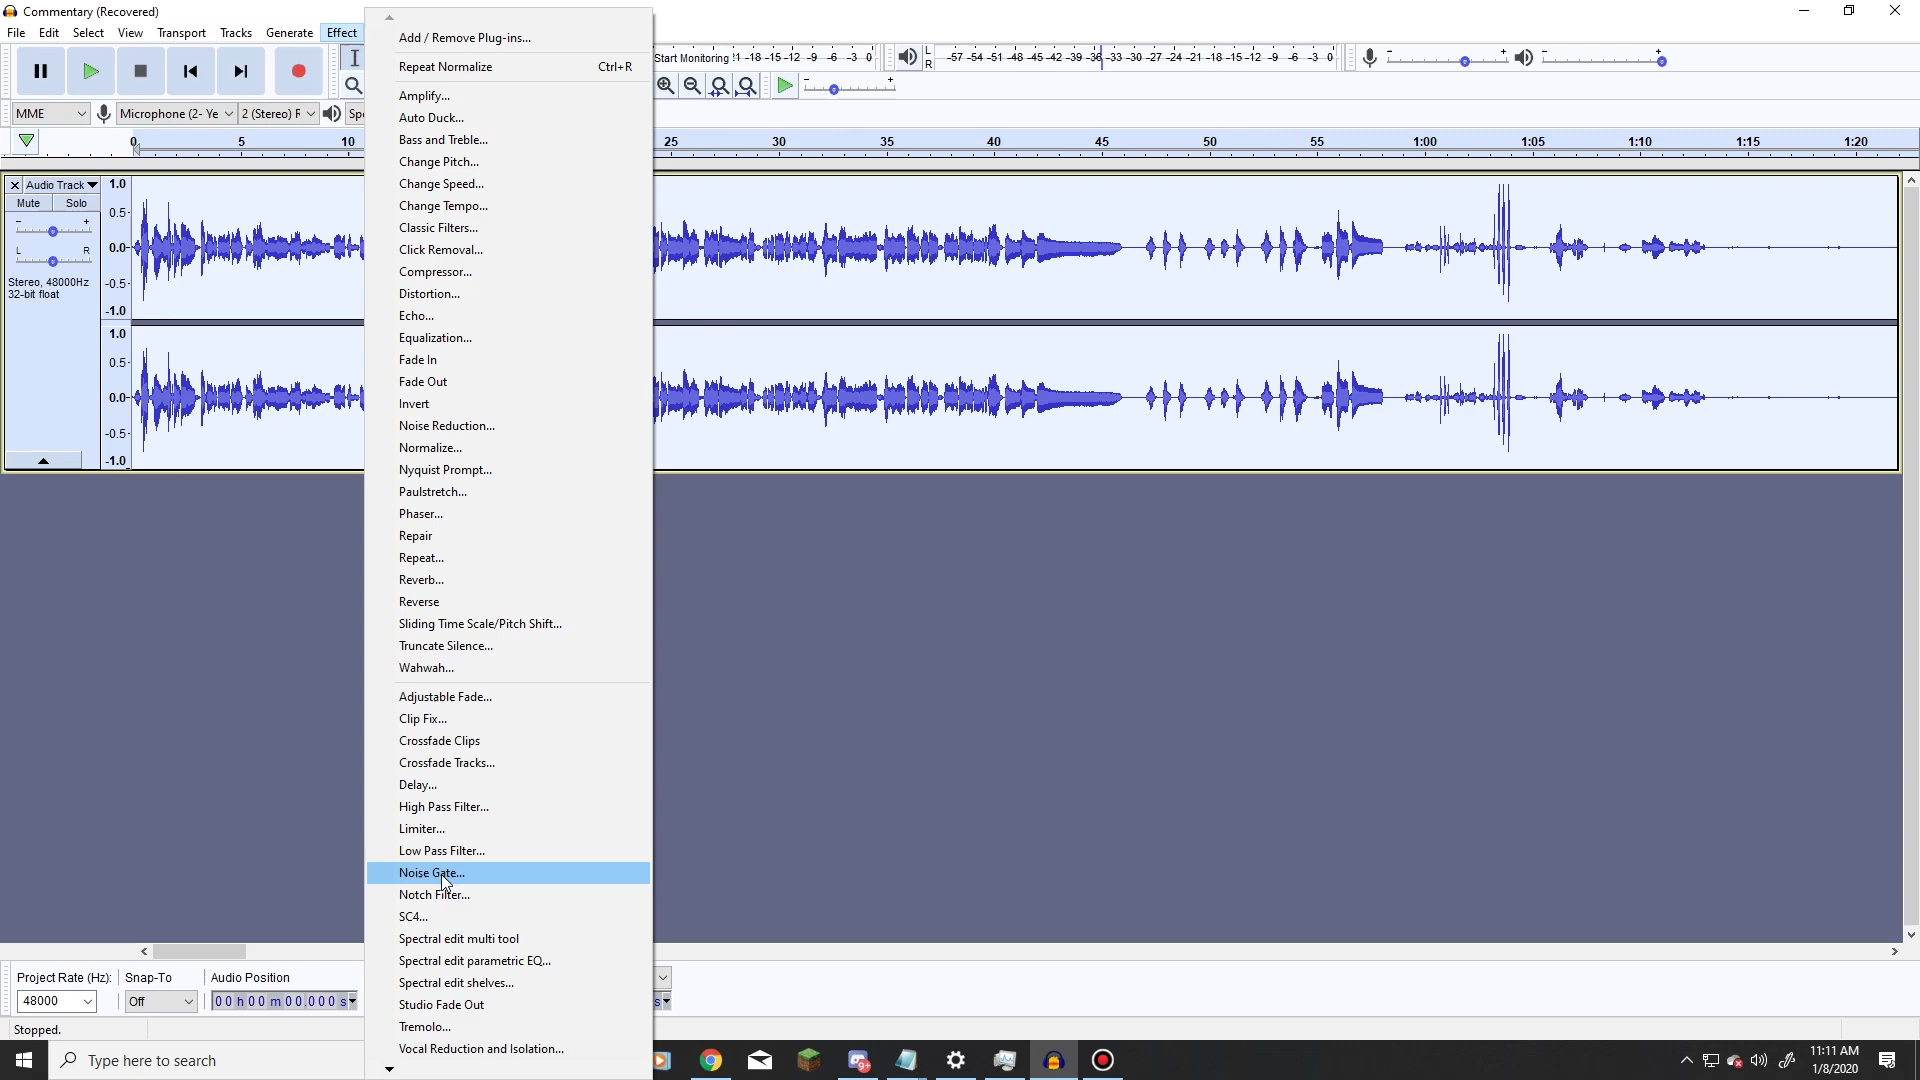 Commentary (Recovered)
File Edit Select View Transport Tracks Generate Effect
Add / Remove Plug-ins...
Repeat Normalize Ctrl+R
Amplify...
Auto Duck...
Bass and Treble...
Change Pitch...
Change Speed...
Change Tempo...
Classic Filters...
Click Removal...
Compressor...
Distortion...
Echo...
Equalization...
Fade In
Fade Out
Invert
Noise Reduction...
Normalize...
Nyquist Prompt...
Paulstretch...
Phaser...
Repair
Repeat...
Reverb...
Reverse
Sliding Time Scale/Pitch Shift...
Truncate Silence...
Wahwah...
Adjustable Fade...
Clip Fix...
Crossfade Clips
Crossfade Tracks...
Delay...
High Pass Filter...
Limiter...
Low Pass Filter...
Noise Gate...
Notch Filter...
SC4...
Spectral edit multi tool
Spectral edit parametric EQ...
Spectral edit shelves...
Studio Fade Out
Tremolo...
Vocal Reduction and Isolation...
Start Monitoring !1 -18 -15 -12 -9 -6 -3 0
L
R
-57 -54 -51 -48 -45 -42 -39 -36 -33 -30 -27 -24 -21 -18 -15 -12 -9 -6 -3 0
MME Microphone (2- Ye 2 (Stereo) R Spe
0 5 10 25 30 35 40 45 50 55 1:00 1:05 1:10 1:15 1:20
Audio Track
Mute Solo
L R
Stereo, 48000Hz
32-bit float
1.0
0.5
0.0
-0.5
-1.0
1.0
0.5
0.0
-0.5
-1.0
Project Rate (Hz): Snap-To Audio Position
48000 Off 00 h 00 m 00.000 s s
Stopped.
Type here to search
9+
11:11 AM
1/8/2020